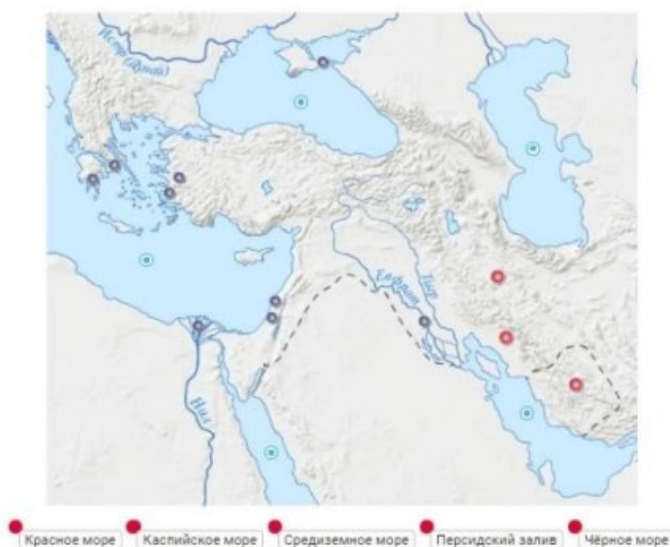 Истр (Дунай)
Евфрат
Тигр
Нил
Красное море
Каспийское море
Средиземное море
Персидский залив
Чёрное море